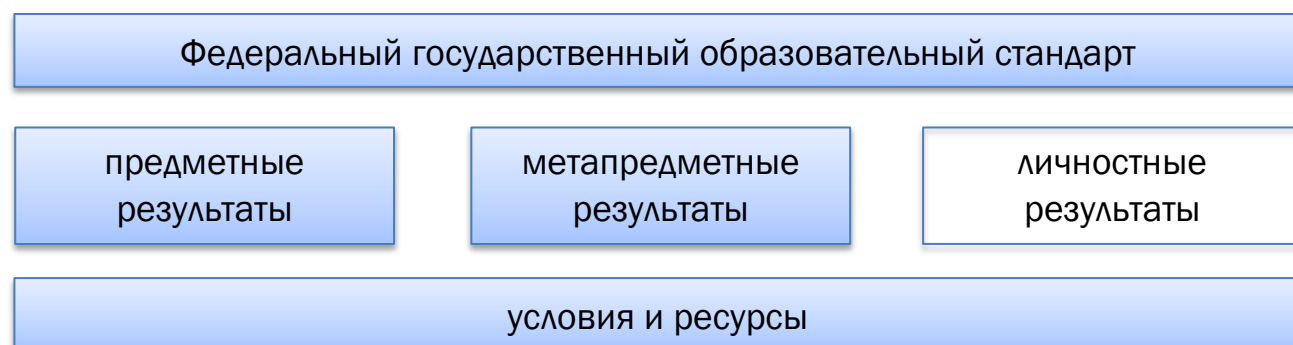 Федеральный государственный образовательный стандарт
предметные
результаты
метапредметные
результаты
личностные
результаты
условия и ресурсы